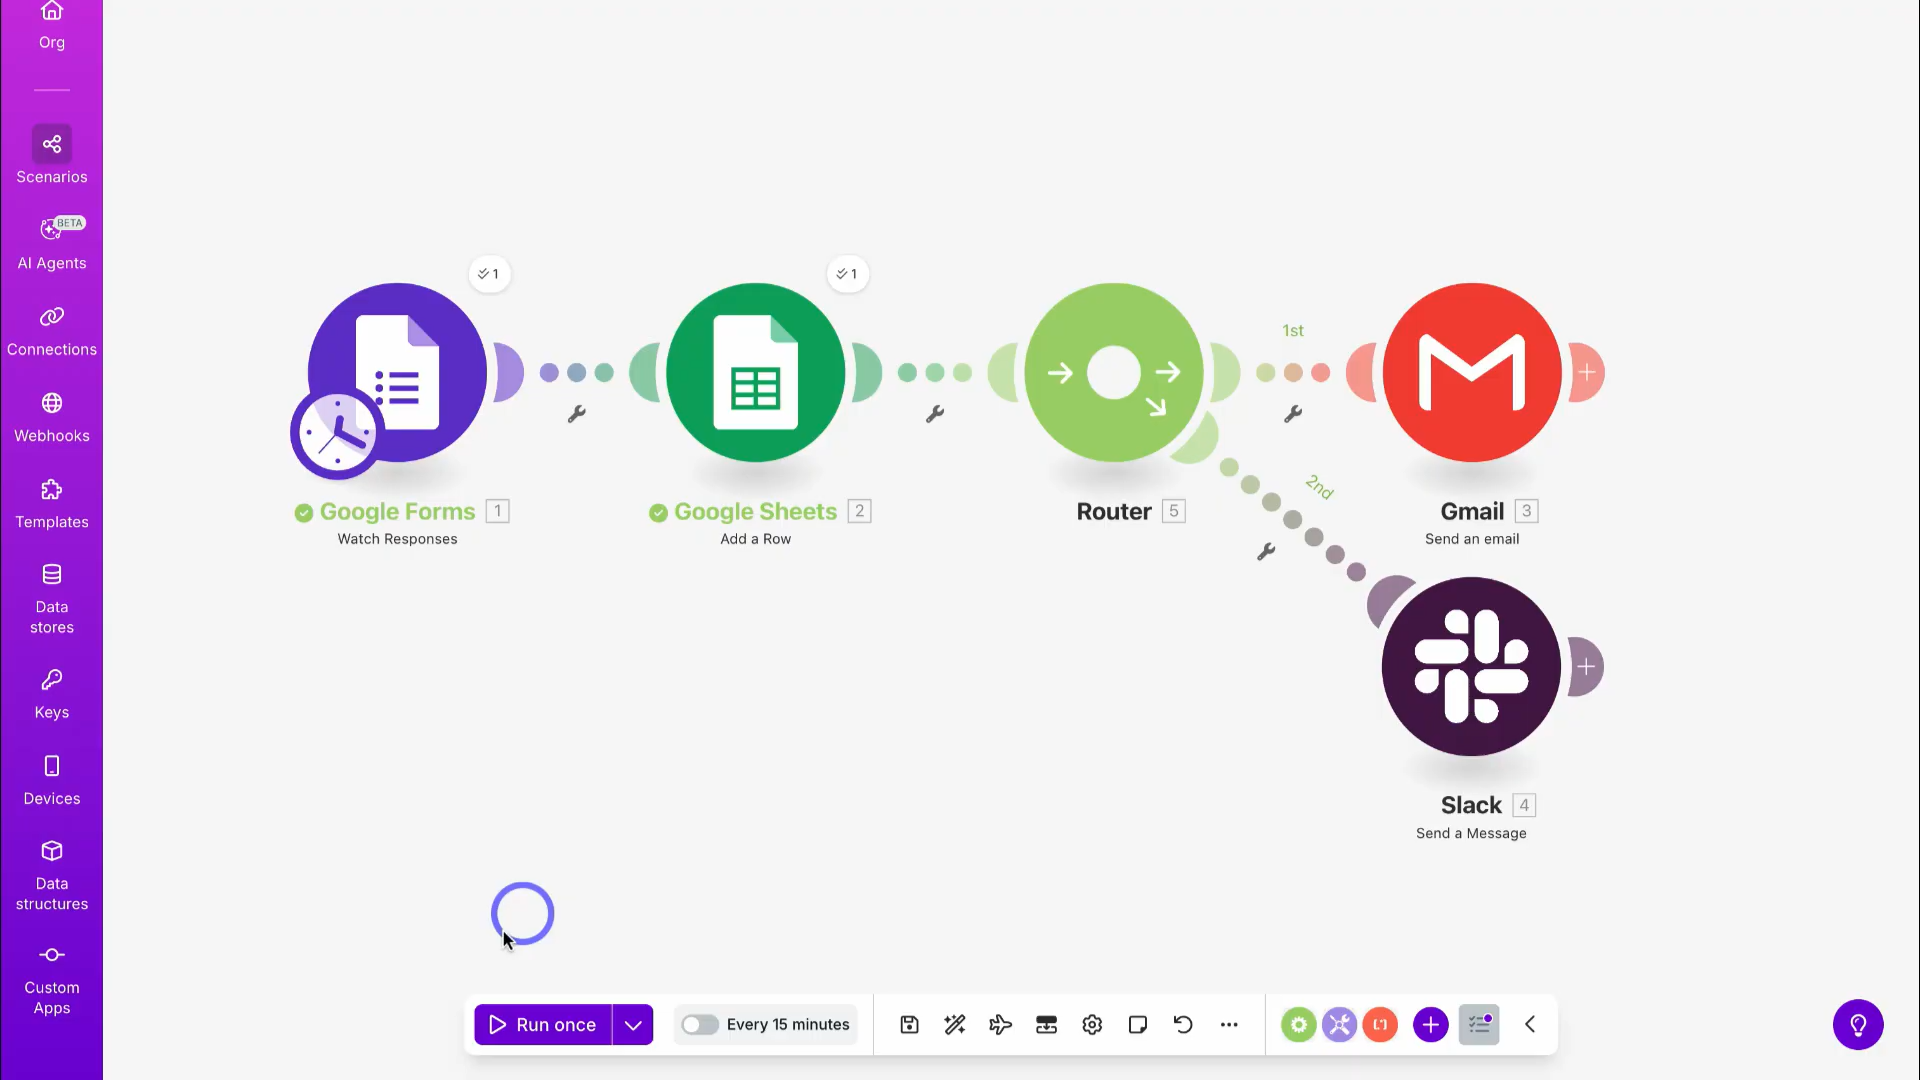 Org
Scenarios
BETA
AI Agents
Connections
Webhooks
Templates
Data
stores
Keys
Devices
Data
structures
Custom
Apps
1
1
1st
2nd
Google Forms 1
Watch Responses
Google Sheets 2
Add a Row
Router 5
Gmail 3
Send an email
Slack 4
Send a Message
Run once
Every 15 minutes